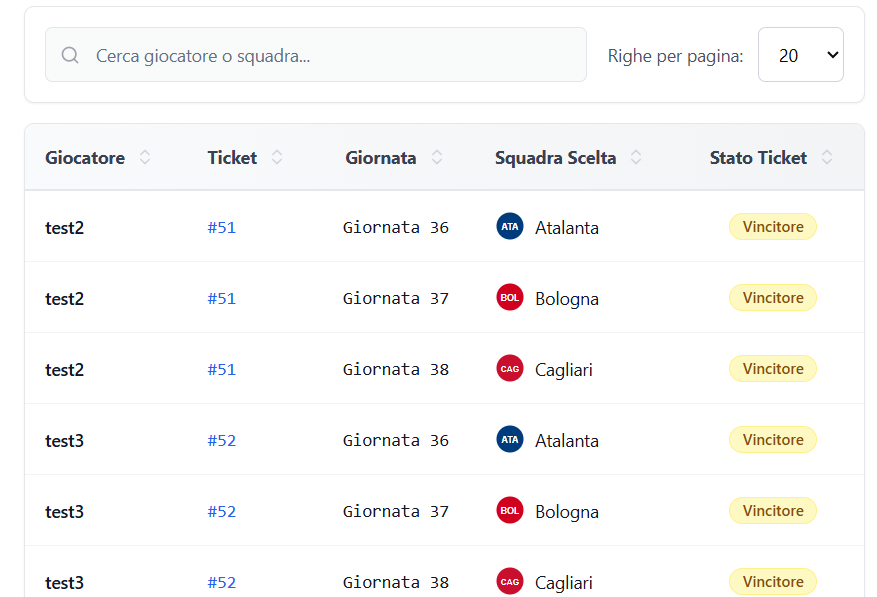 Cerca giocatore o squadra... Righe per pagina: 20
Giocatore Ticket Giornata Squadra Scelta Stato Ticket
test2 #51 Giornata 36 ATA Atalanta Vincitore
test2 #51 Giornata 37 BOL Bologna Vincitore
test2 #51 Giornata 38 CAG Cagliari Vincitore
test3 #52 Giornata 36 ATA Atalanta Vincitore
test3 #52 Giornata 37 BOL Bologna Vincitore
test3 #52 Giornata 38 CAG Cagliari Vincitore